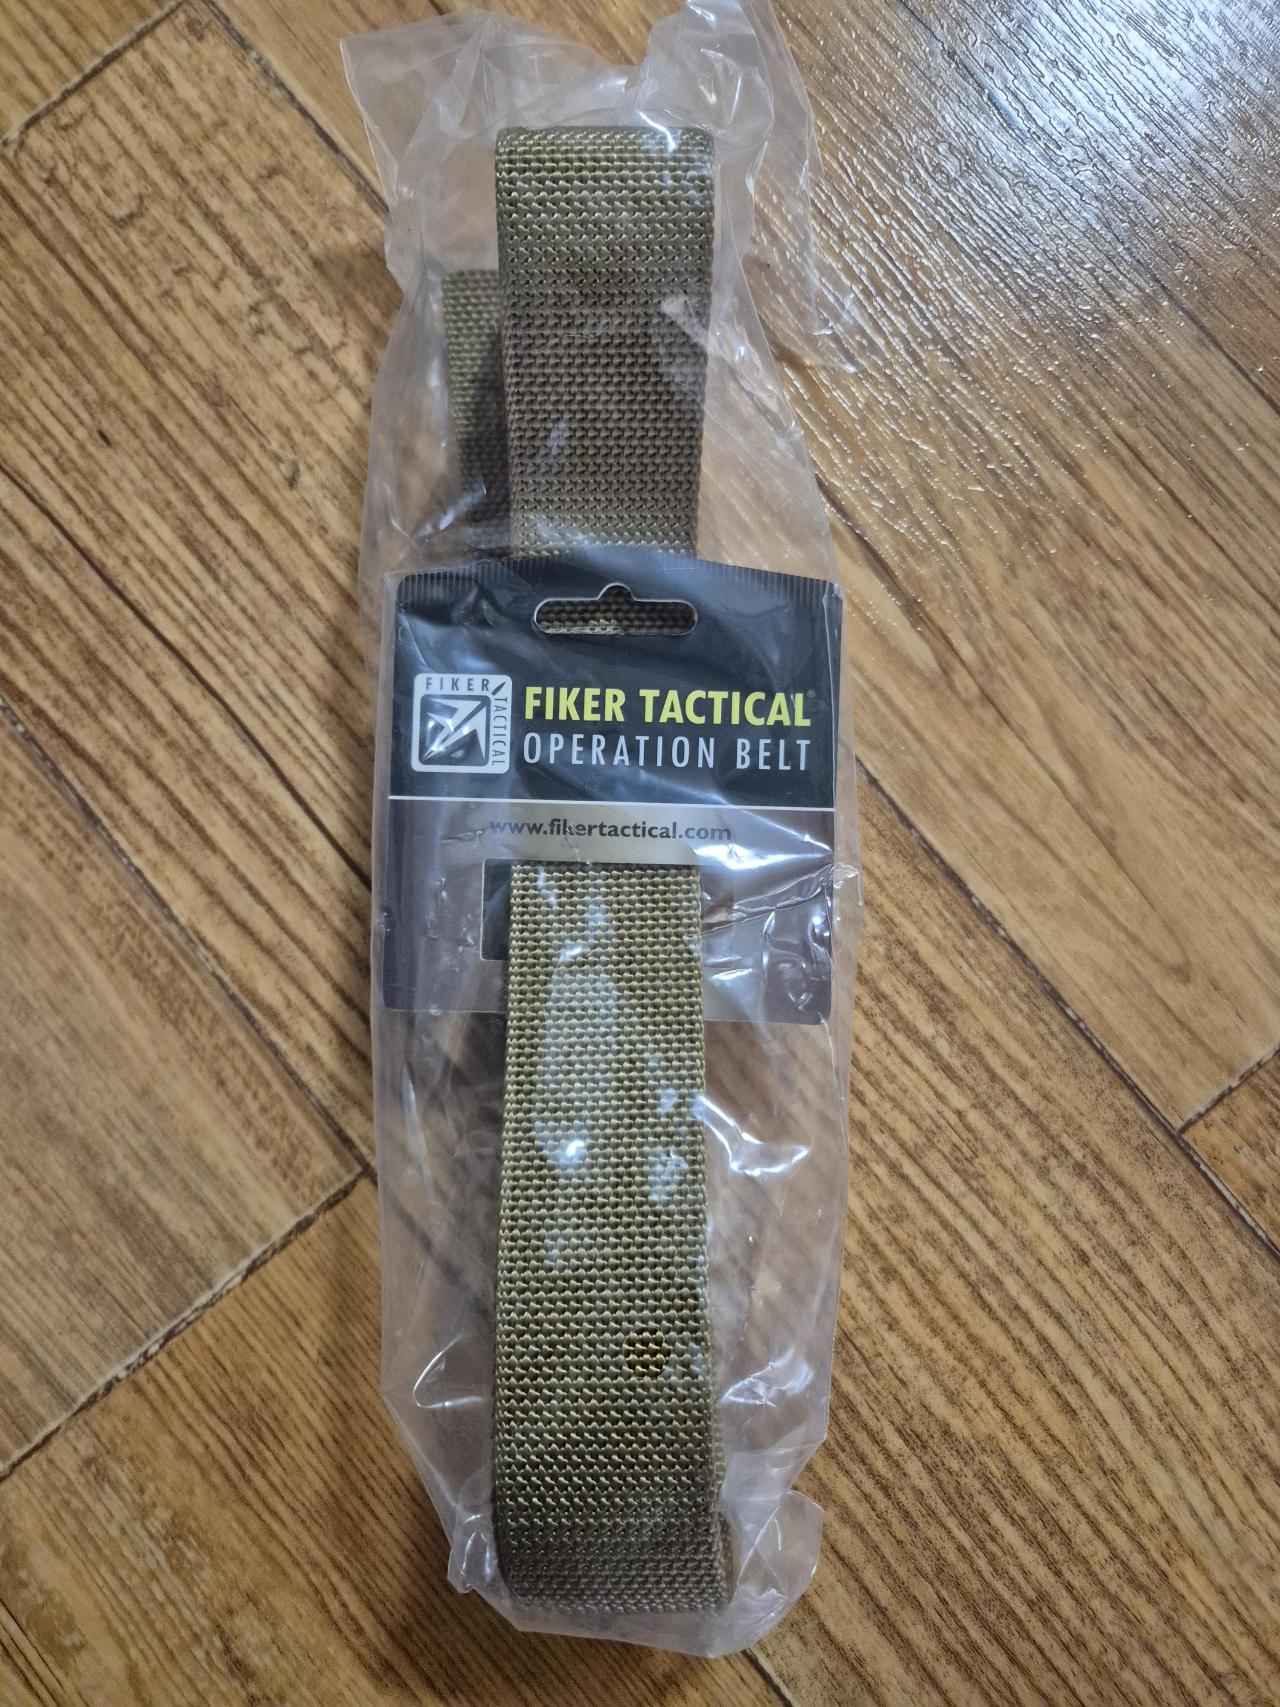 FIKER
TACTICAL
FIKER TACTICAL®
OPERATION BELT
www.fikertactical.com